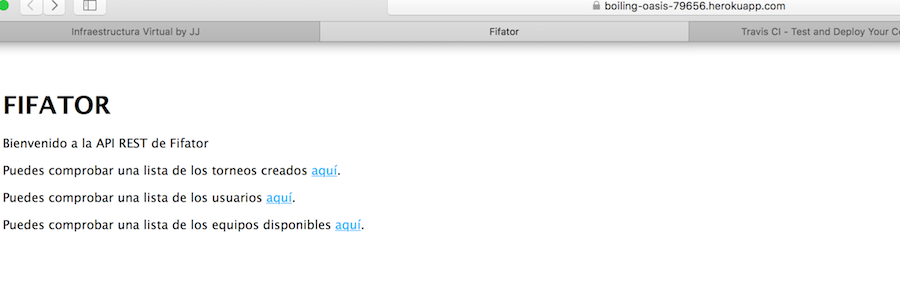 boiling-oasis-79656.herokuapp.com
Infraestructura Virtual by JJ
Fifator
Travis CI - Test and Deploy Your
FIFATOR
Bienvenido a la API REST de Fifator
Puedes comprobar una lista de los torneos creados aquí.
Puedes comprobar una lista de los usuarios aquí.
Puedes comprobar una lista de los equipos disponibles aquí.